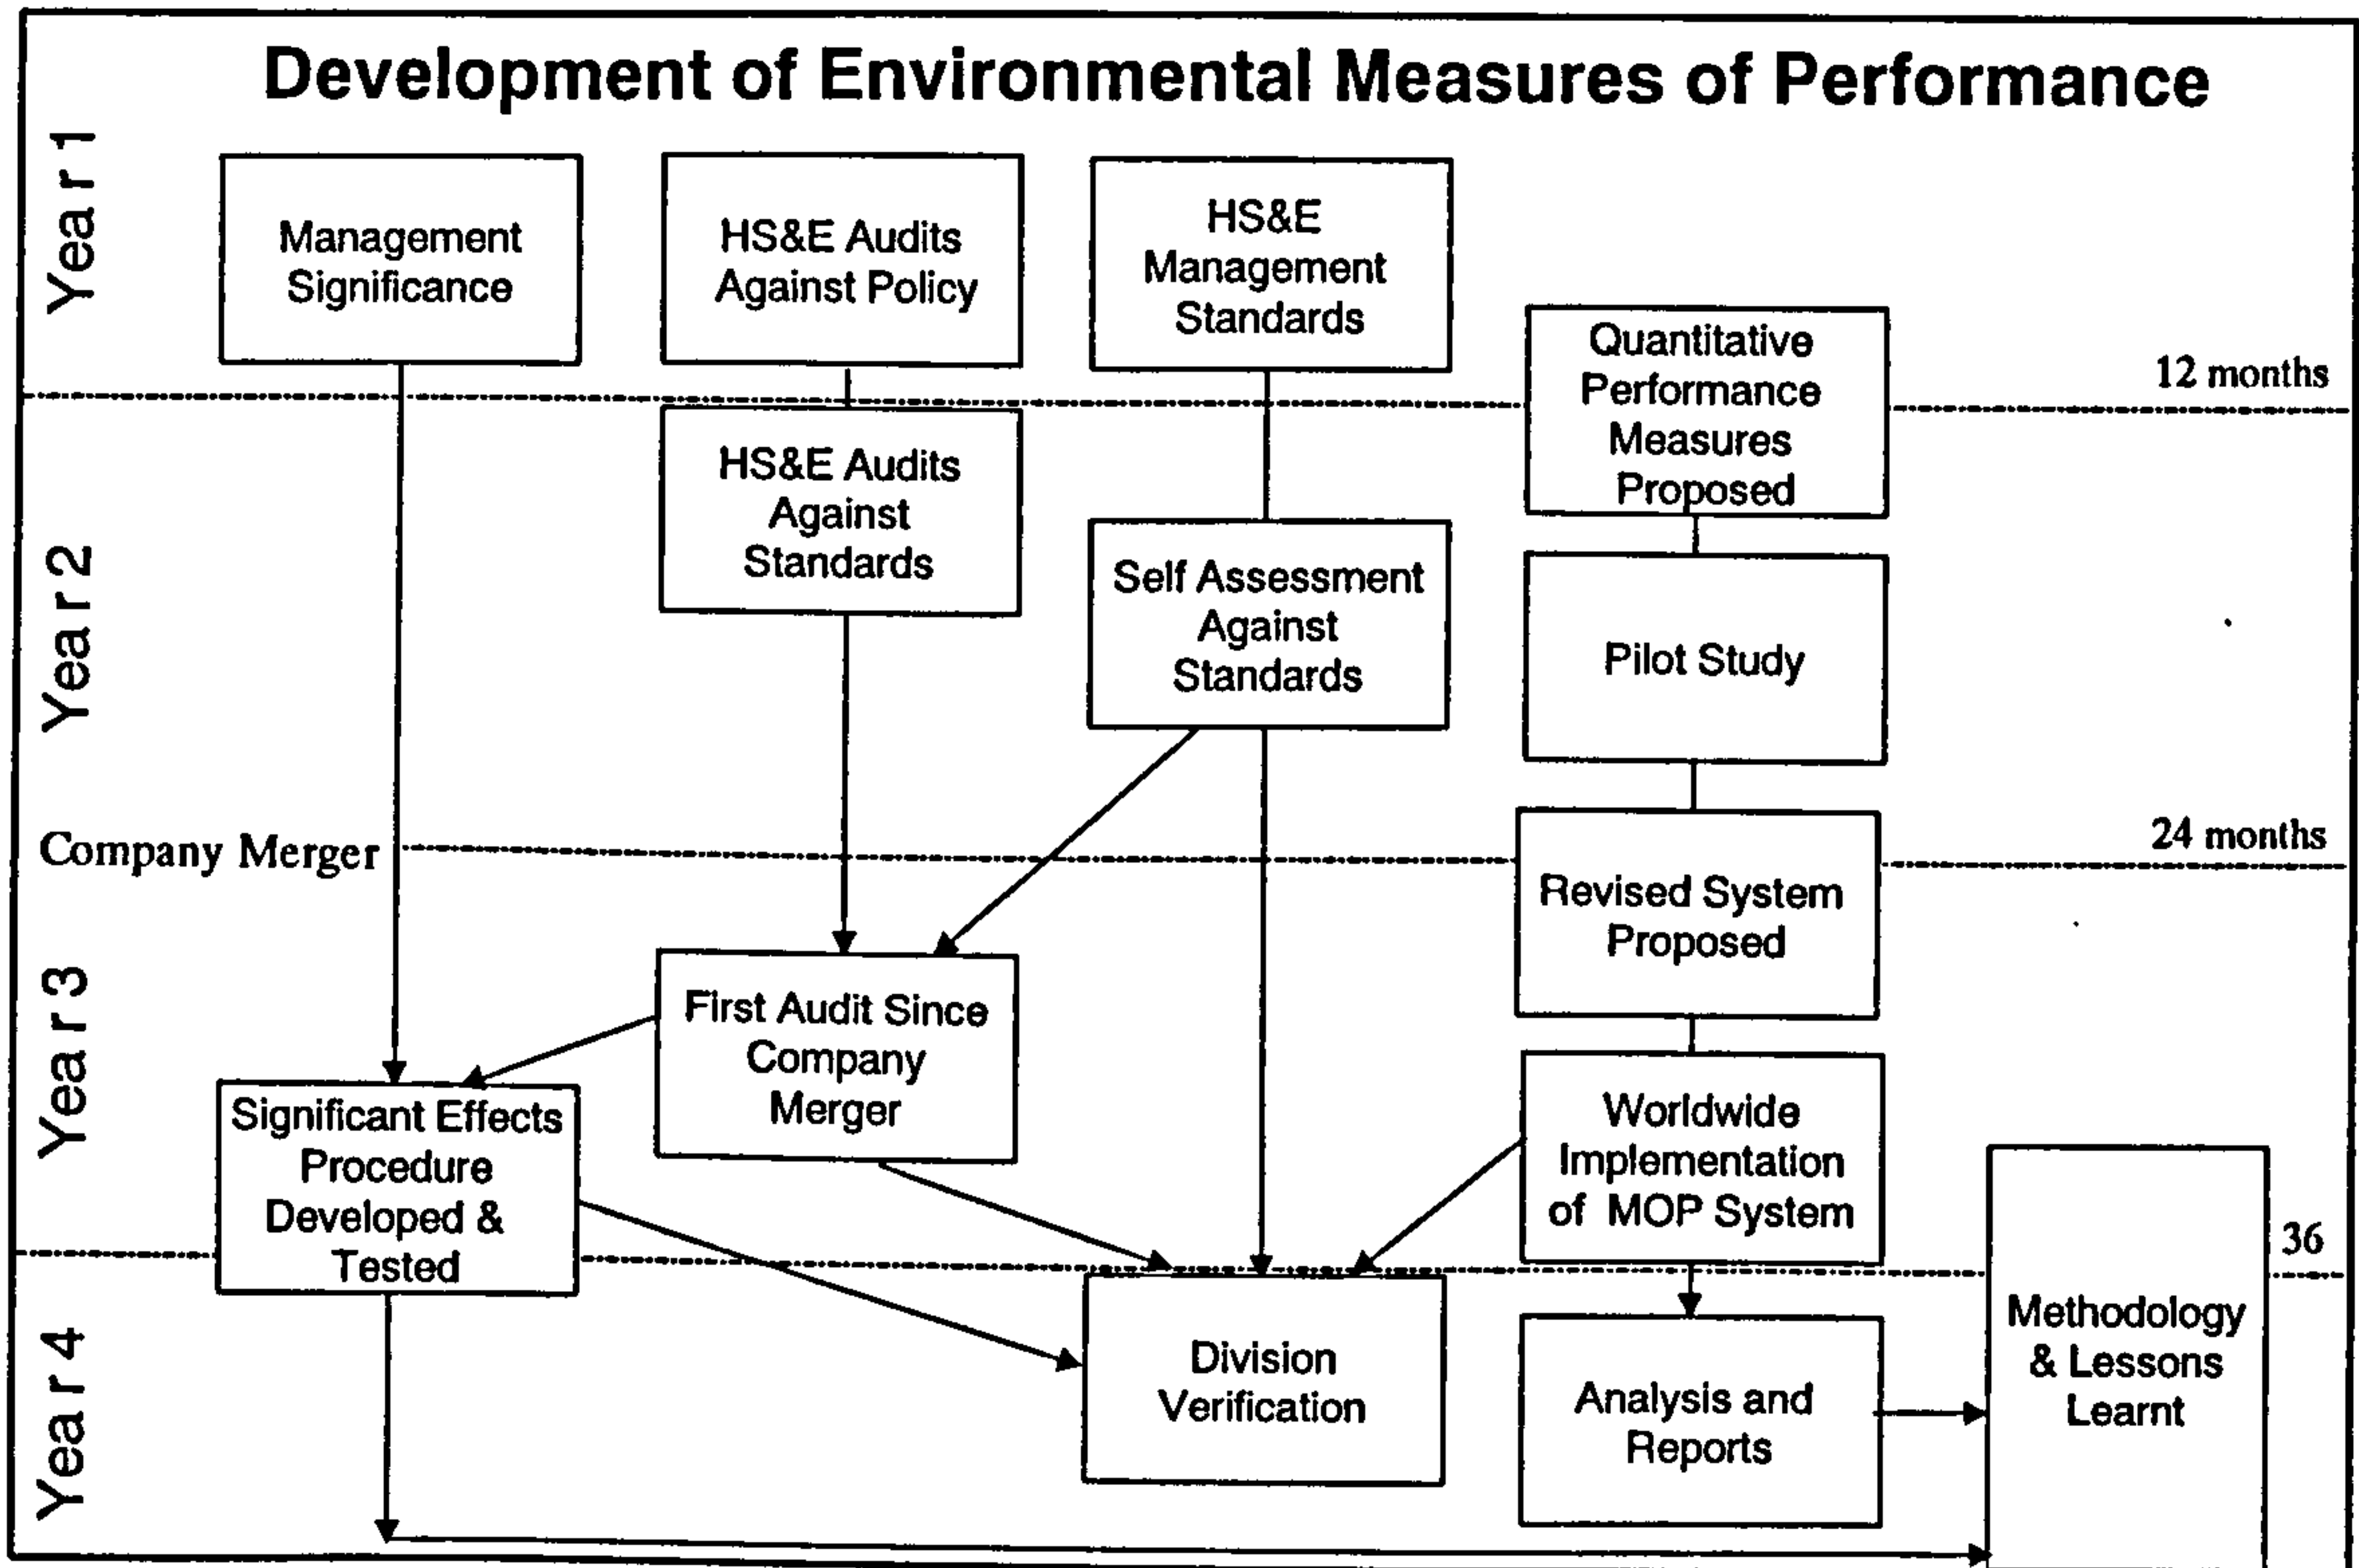 Development of Environmental Measures of Performance
Year 1
Management
Significance
HS&E Audits
Against Policy
HS&E
Management
Standards
Quantitative
Performance
Measures
Proposed
12 months
Year 2
HS&E Audits
Against
Standards
Self Assessment
Against
Standards
Pilot Study
Company Merger
24 months
Revised System
Proposed
Year 3
First Audit Since
Company
Merger
Significant Effects
Procedure
Developed &
Tested
Worldwide
Implementation
of MOP System
36
Year 4
Division
Verification
Analysis and
Reports
Methodology
& Lessons
Learnt